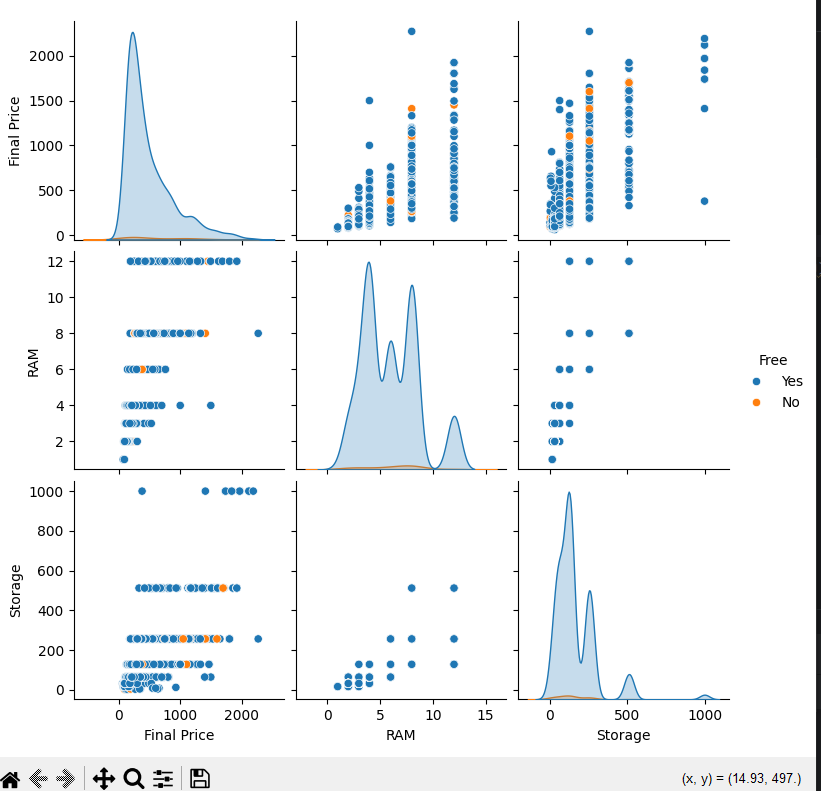 Final Price
2000
1500
1000
500
0
RAM
12
10
8
6
4
2
Free
Yes
No
Storage
1000
800
600
400
200
0
0 1000 2000
0 5 10 15
0 500 1000
Final Price
RAM
Storage
(x, y) = (14.93, 497.)